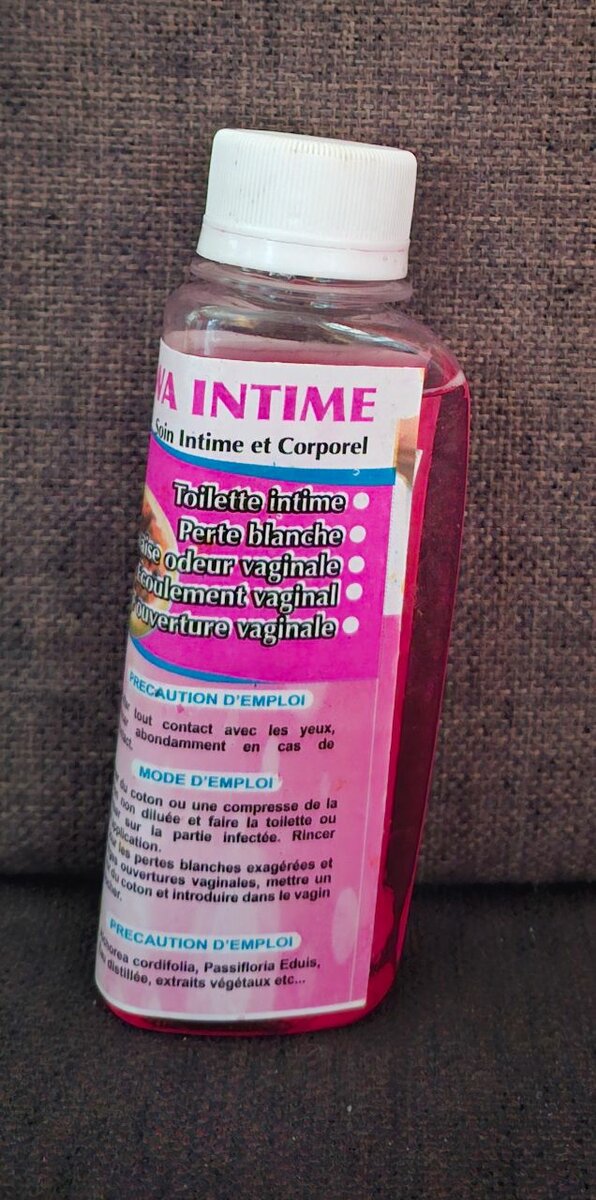 INTIME
Soin Intime et Corporel
Toilette intime
Perte blanche
odeur vaginale
vaginal
vaginale
PRECAUTION D'EMPLOI
tout contact avec les yeux,
abondamment en cas de
MODE D'EMPLOI
du coton ou une compresse de la
non diluée et faire la toilette ou
sur la partie infectée. Rincer
les pertes blanches exagérées et
ouvertures vaginales, mettre un
du coton et introduire dans le vagin
PRECAUTION D'EMPLOI
cordifolia, Passifloria Eduis,
distillée, extraits végétaux etc...